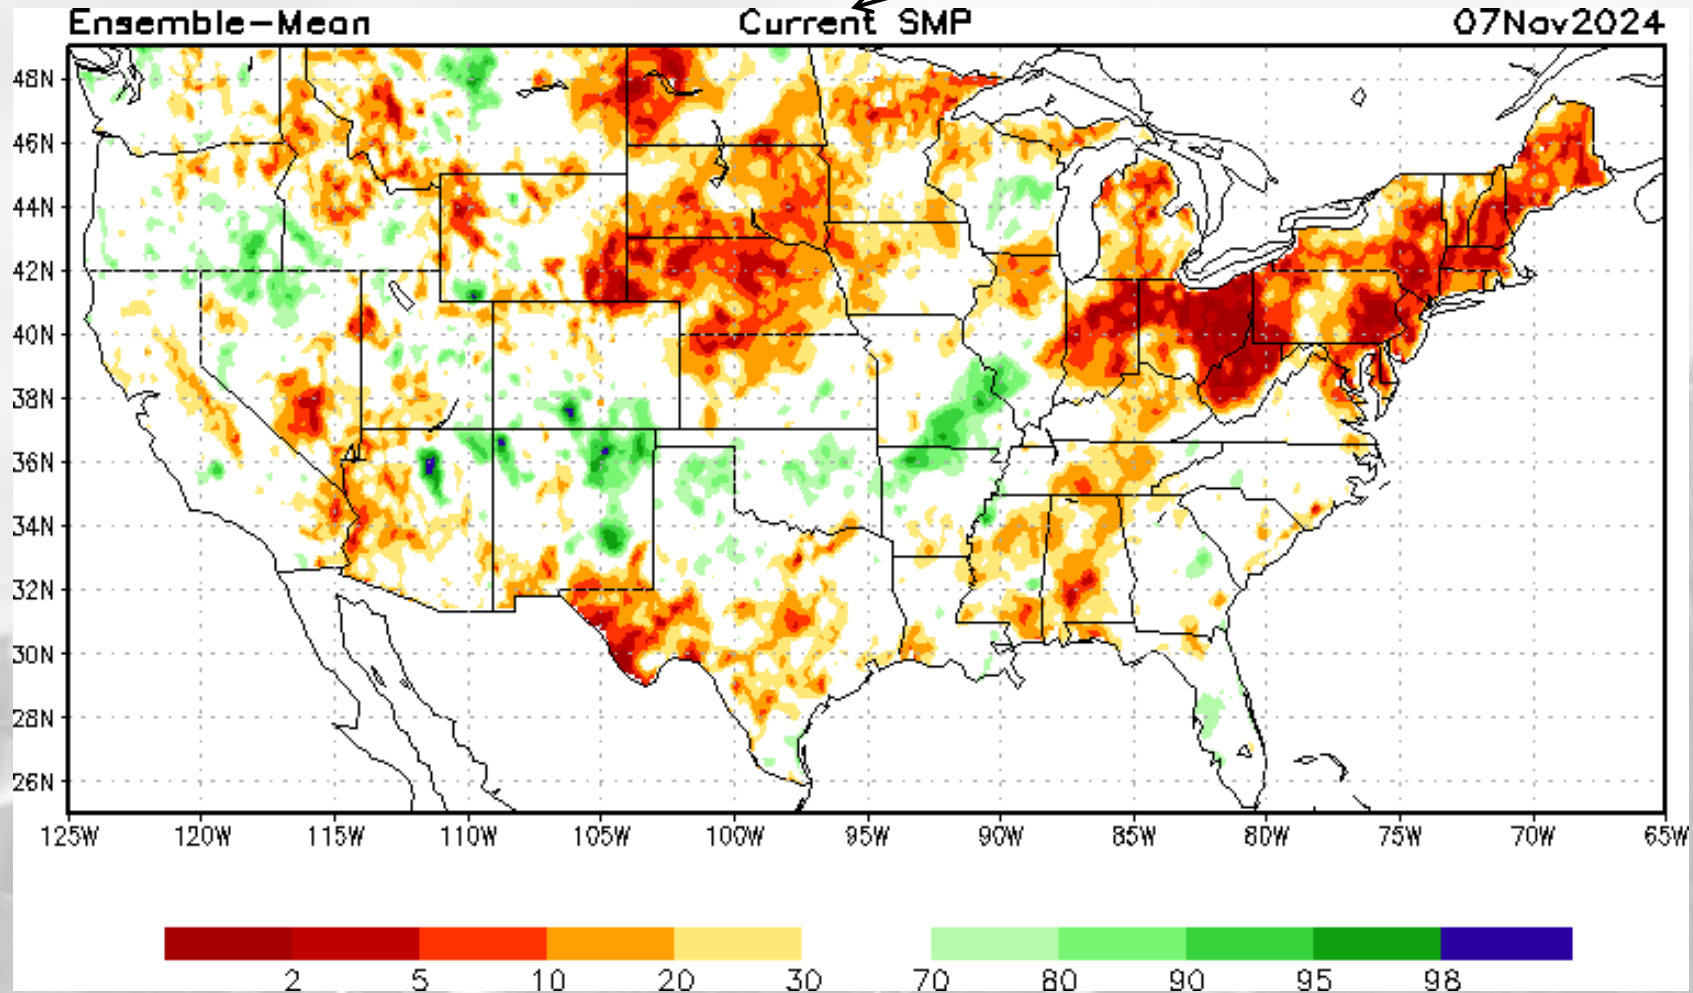 Ensemble-Mean Current SMP 07Nov2024
48N
46N
44N
42N
40N
38N
36N
34N
32N
30N
28N
26N
125W 120W 115W 110W 105W 100W 95W 90W 85W 80W 75W 70W 65W
2 5 10 20 30 70 80 90 95 98